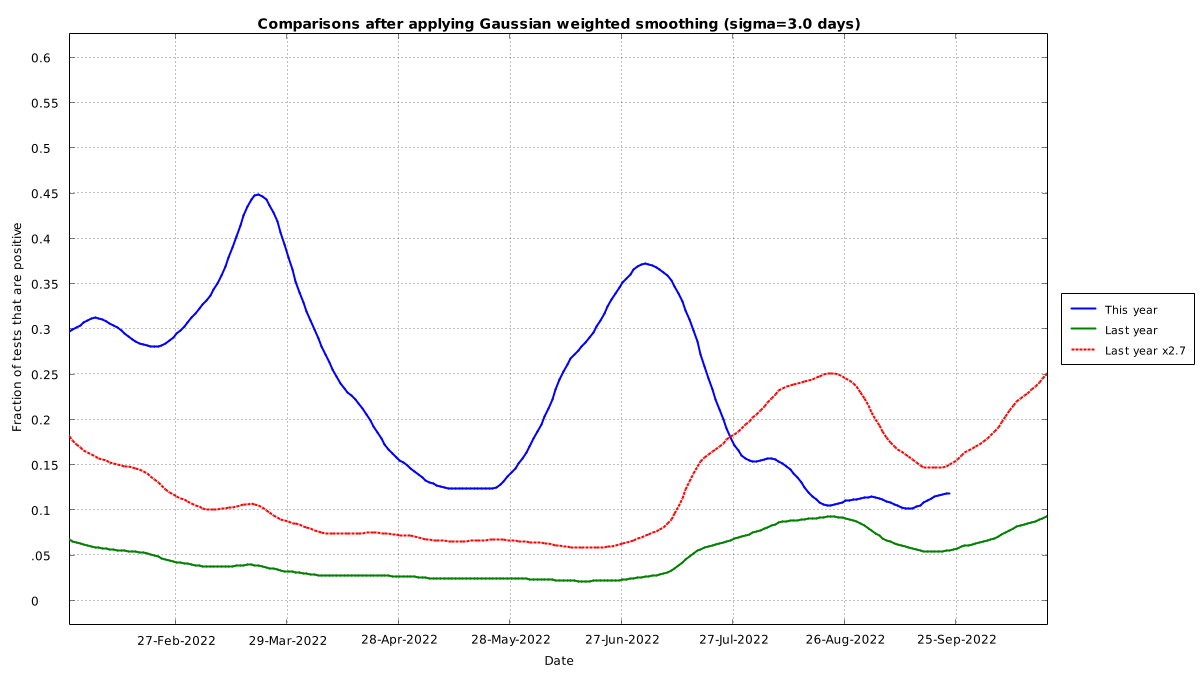 Comparisons after applying Gaussian weighted smoothing (sigma=3.0 days)
Fraction of tests that are positive
0.6
0.55
0.5
0.45
0.4
0.35
0.3
0.25
0.2
0.15
0.1
.05
0
27-Feb-2022
29-Mar-2022
28-Apr-2022
28-May-2022
27-Jun-2022
27-Jul-2022
26-Aug-2022
25-Sep-2022
Date
This year
Last year
Last year x2.7